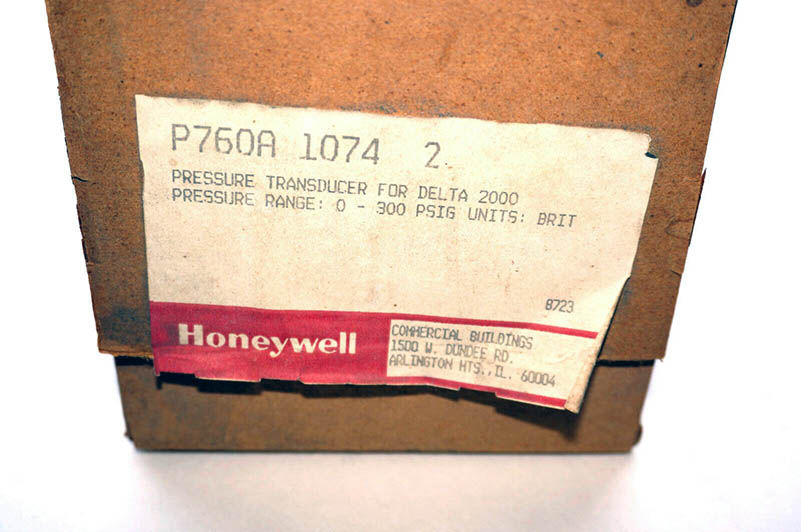 P760A 1074 2
PRESSURE TRANSDUCER FOR DELTA 2000
PRESSURE RANGE: 0 - 300 PSIG UNITS: BRIT
8723
Honeywell
COMMERCIAL BUILDINGS
1500 W. DUNDEE RD.
ARLINGTON HTS., IL. 60004